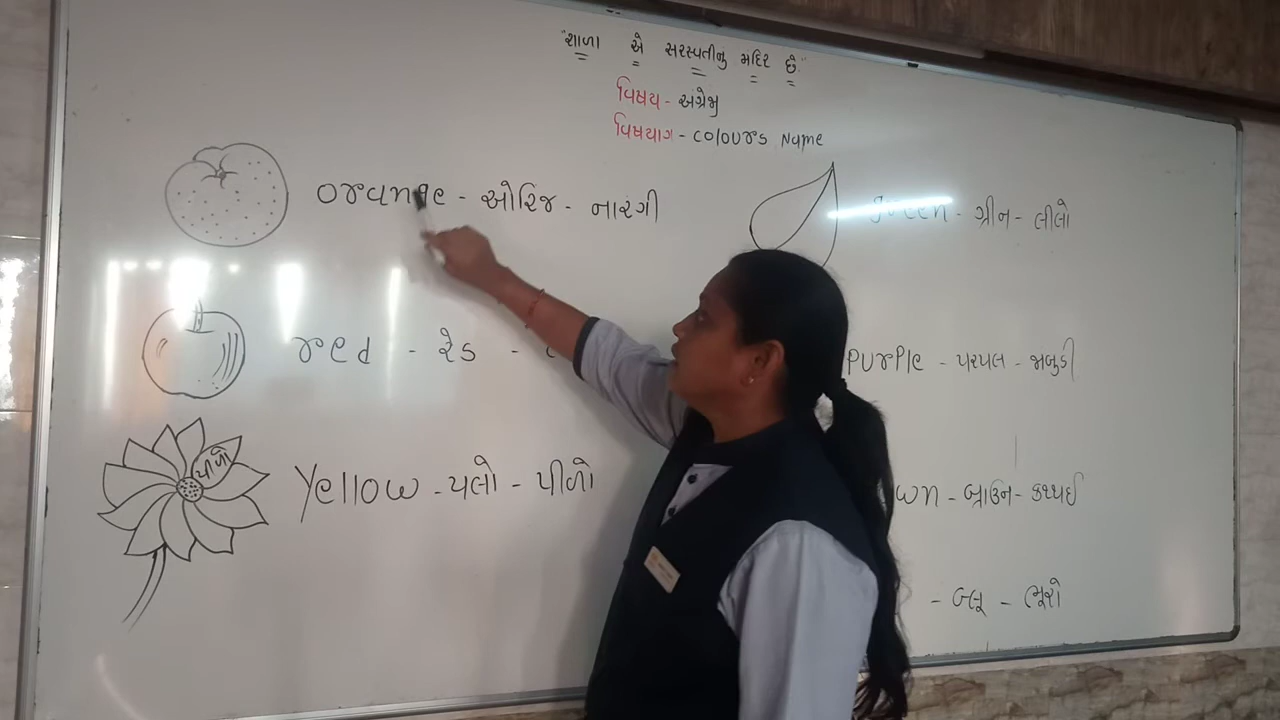 "શાળા એ સરસ્વતીનું મંદિર છે"
વિષય - અંગ્રેજી
વિષયાગ - colours Name
orange - ઓરિંજ - નારંગી
red - રેડ -
પીળો
Yellow - યલો - પીળો
green - ગ્રીન - લીલો
purple - પરપલ - જાબુડી
wn - બ્રાઉન - કથ્થઈ
- બ્લૂ - ભૂરો